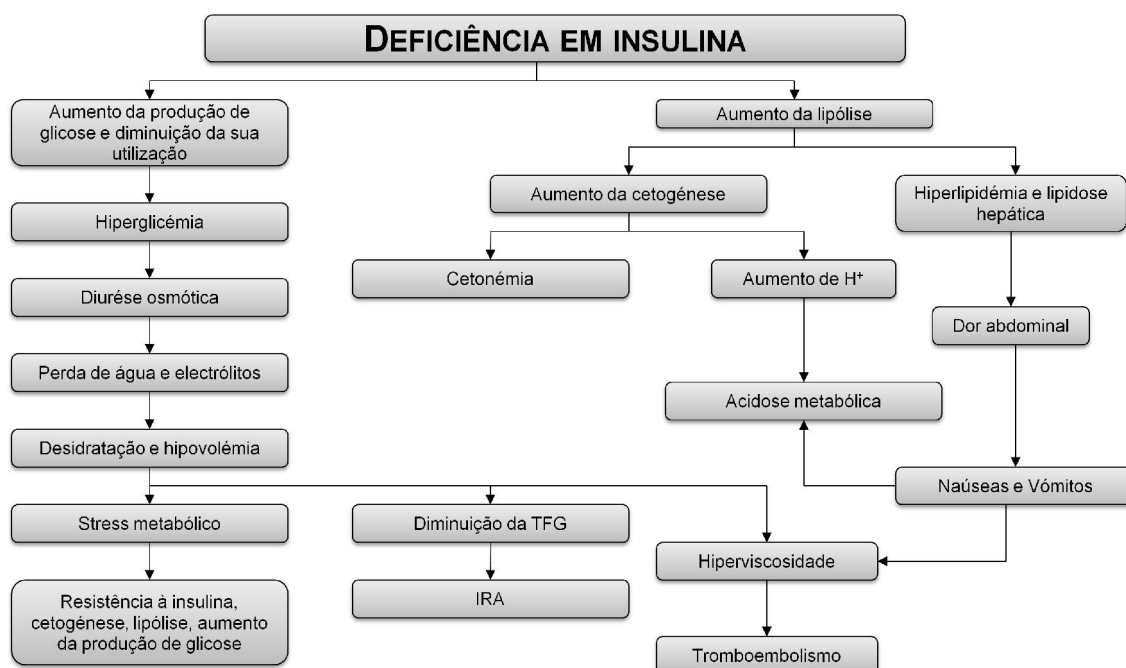 DEFICIÊNCIA EM INSULINA
Aumento da produção de
glicose e diminuição da sua
utilização
Aumento da lipólise
Aumento da cetogénese
Hiperlipidémia e lipidose
hepática
Hiperglicémia
Cetonémia
Aumento de H⁺
Diurése osmótica
Dor abdominal
Perda de água e electrólitos
Acidose metabólica
Desidratação e hipovolémia
Naúseas e Vómitos
Stress metabólico
Diminuição da TFG
Hiperviscosidade
Resistência à insulina,
cetogénese, lipólise, aumento
da produção de glicose
IRA
Tromboembolismo